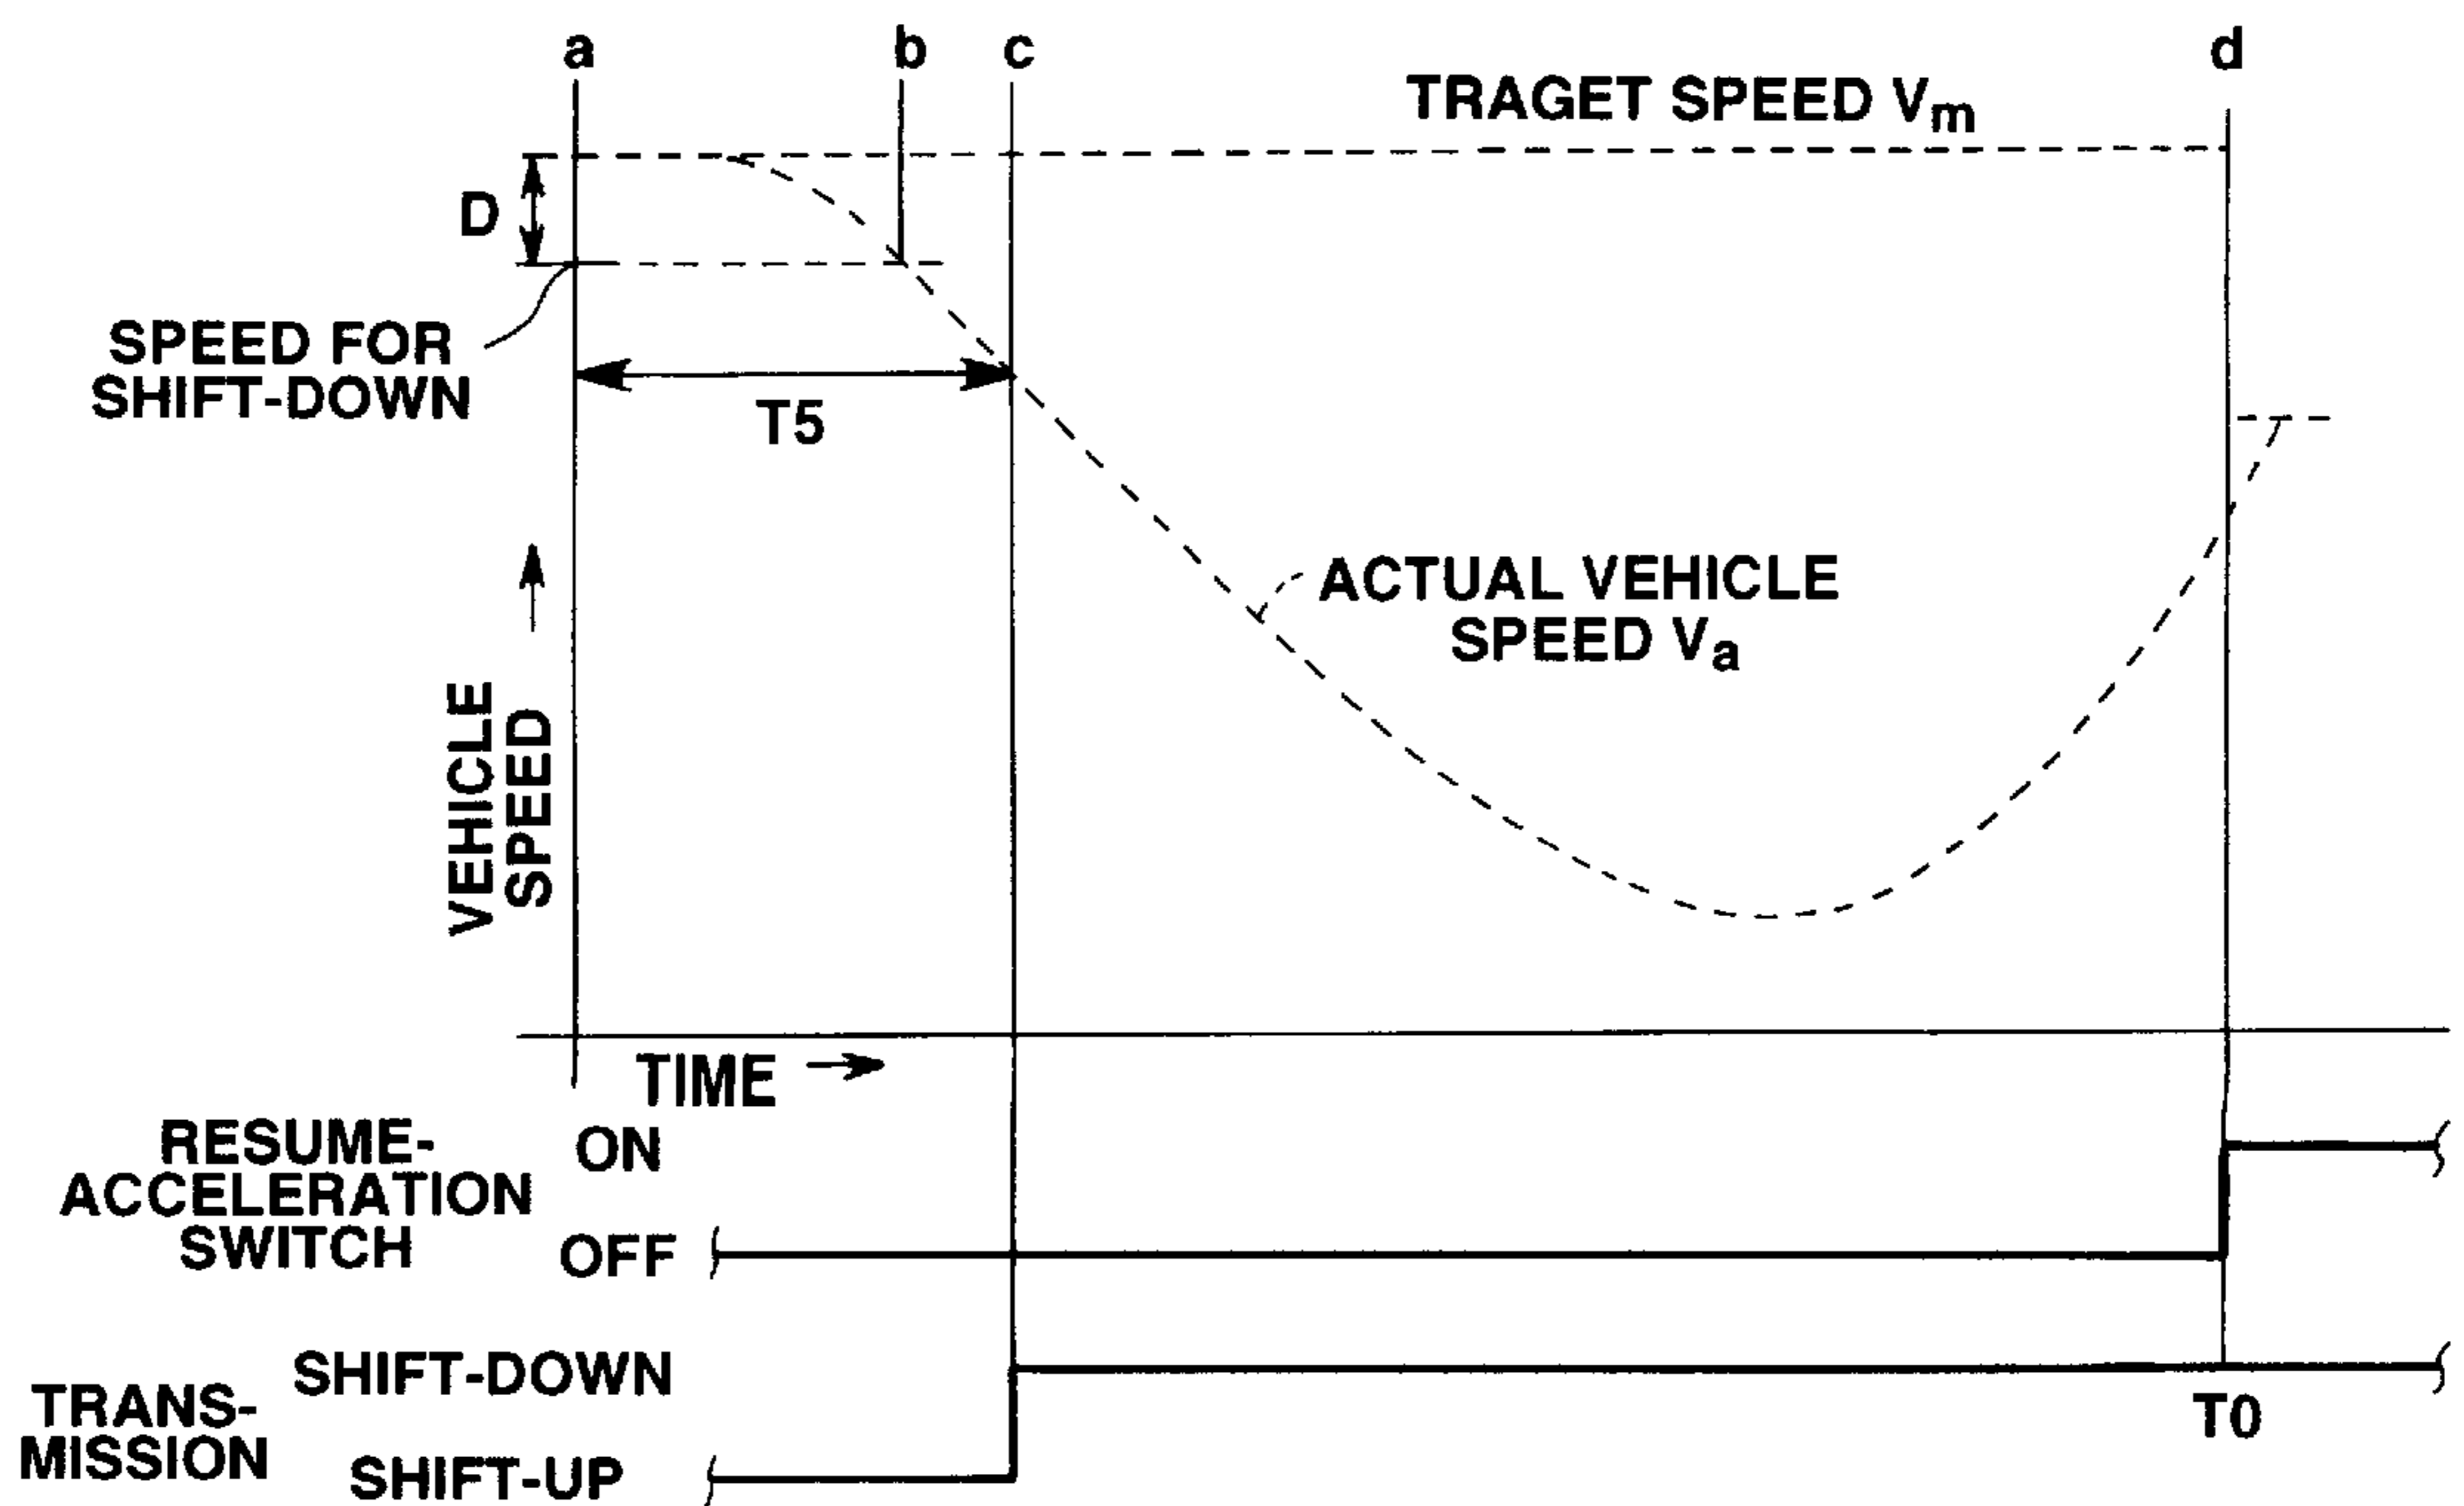 a
b
c
d
TRAGET SPEED Vm
D
SPEED FOR
SHIFT-DOWN
T5
ACTUAL VEHICLE
SPEED Va
VEHICLE
SPEED
TIME
RESUME-
ACCELERATION
SWITCH
ON
OFF
TRANS-
MISSION
SHIFT-DOWN
SHIFT-UP
T0